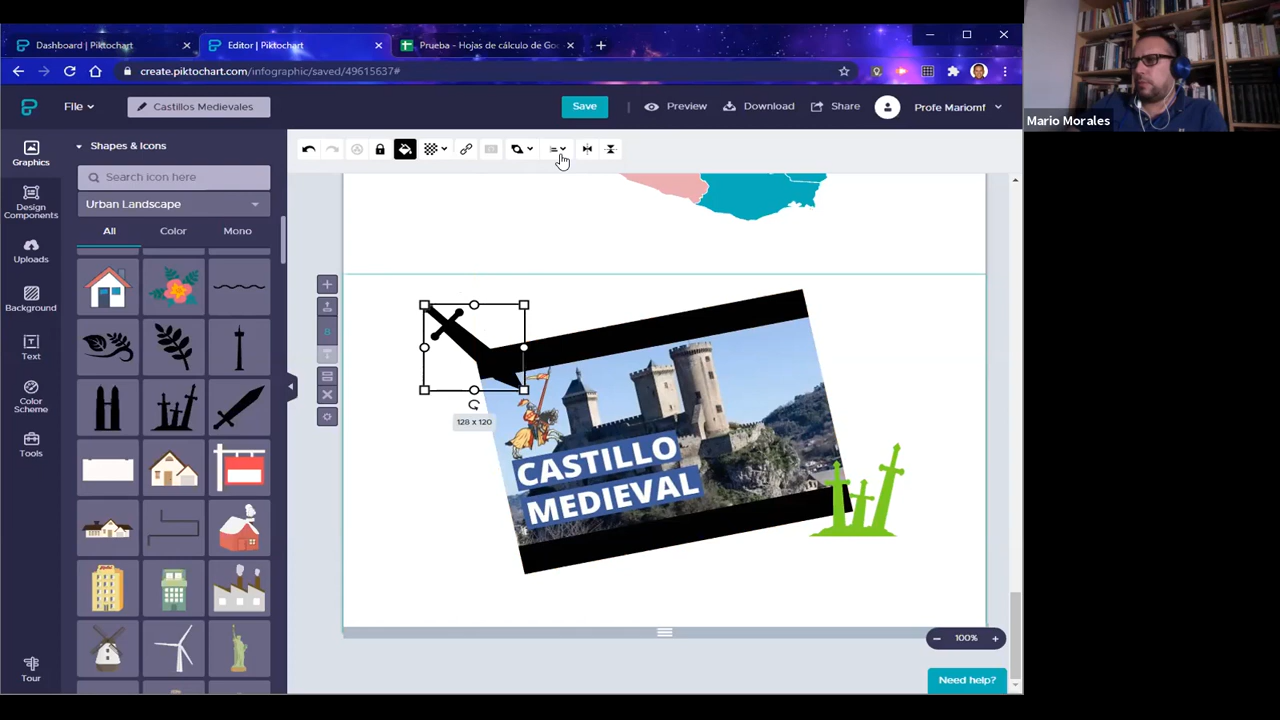 Dashboard | Piktochart
Editor | Piktochart
Prueba - Hojas de cálculo de Goo
create.piktochart.com/infographic/saved/49615637#
File
Castillos Medievales
Save
Preview
Download
Share
Profe Mariomf
Mario Morales
Graphics
Design Components
Uploads
Background
Text
Color Scheme
Tools
Tour
Shapes & Icons
Search icon here
Urban Landscape
All
Color
Mono
B
128 x 120
CASTILLO
MEDIEVAL
100%
Need help?